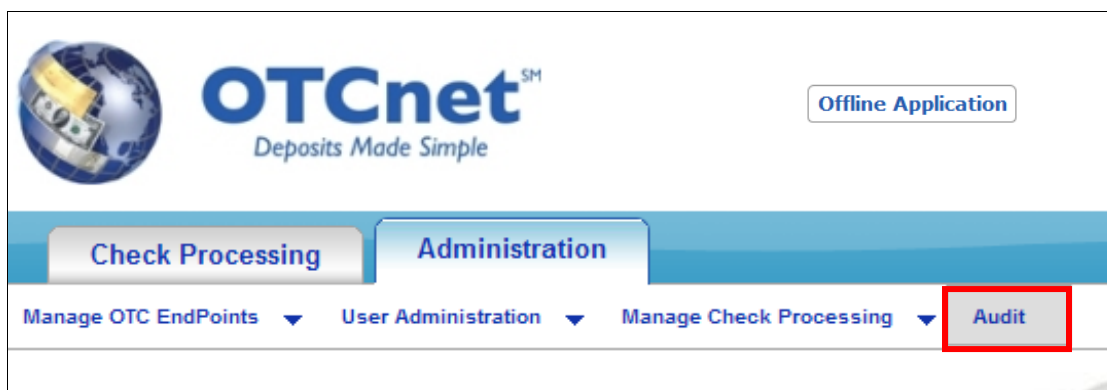 OTCnet SM
Deposits Made Simple
Offline Application
Check Processing
Administration
Manage OTC EndPoints
User Administration
Manage Check Processing
Audit